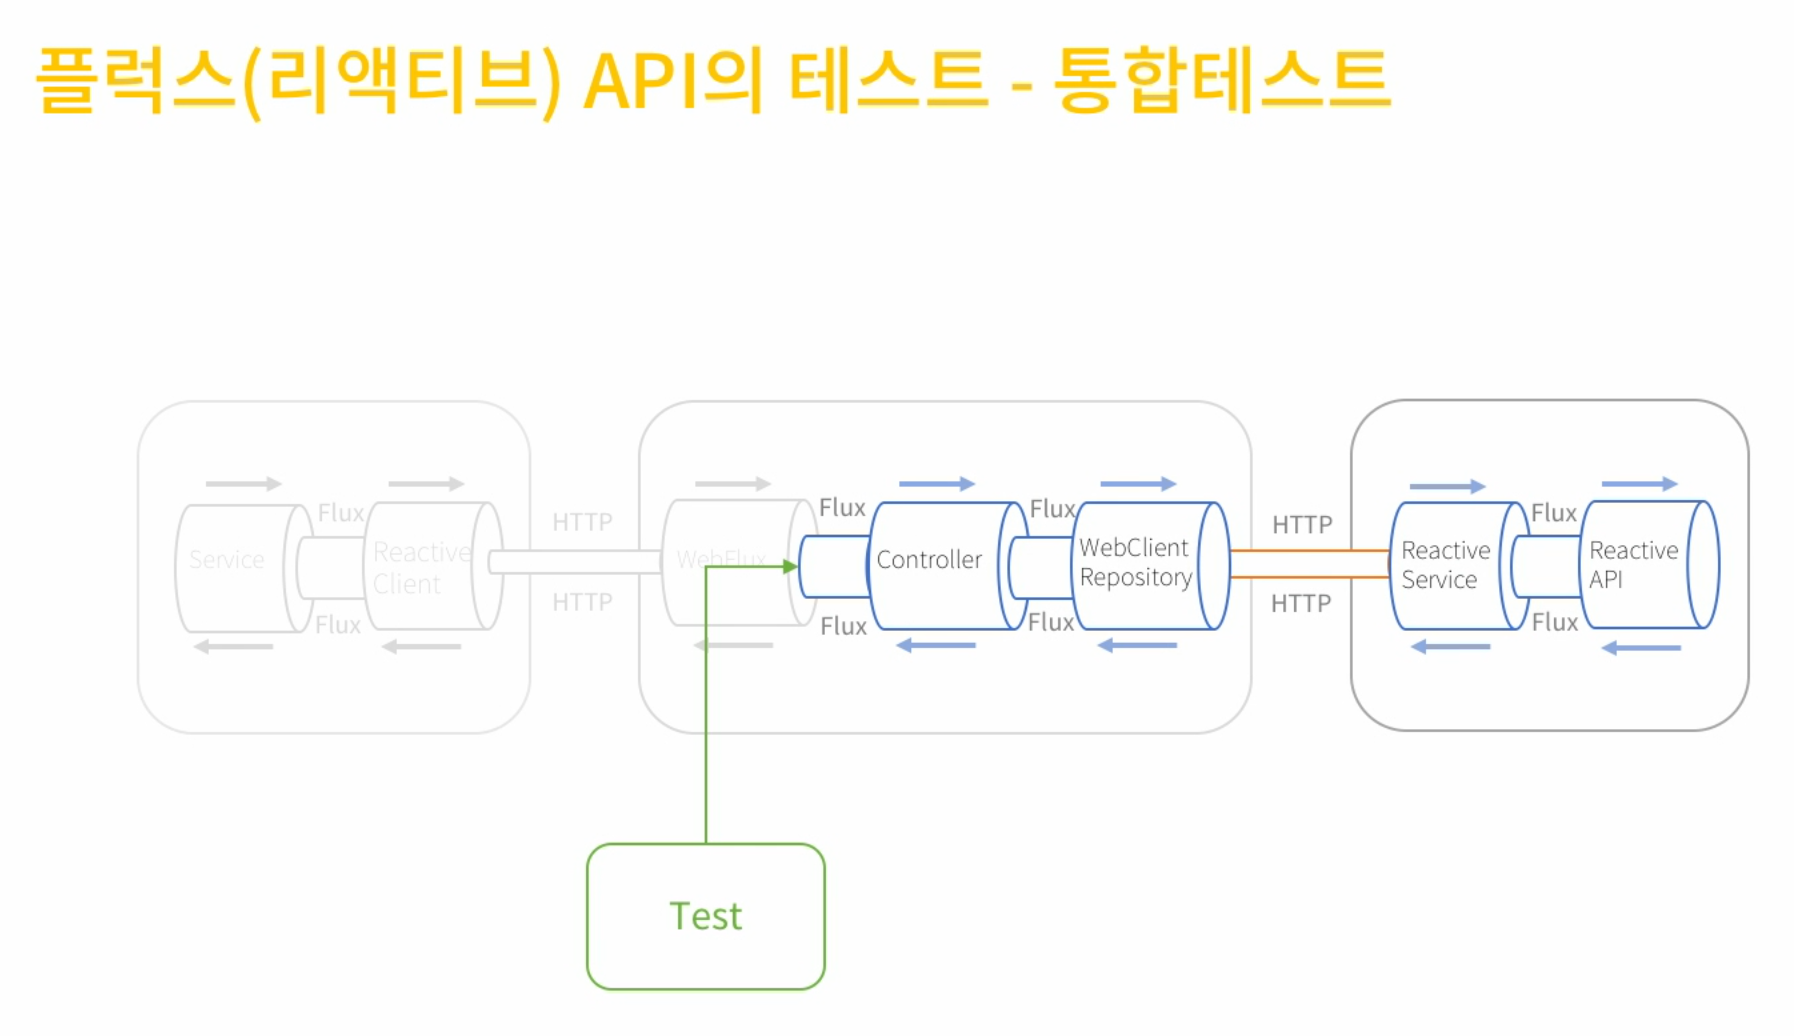 플럭스(리액티브) API의 테스트 - 통합테스트
Service
Flux
Flux
Reactive
Client
HTTP
HTTP
WebFlux
Flux
Flux
Controller
Flux
Flux
WebClient
Repository
HTTP
HTTP
Reactive
Service
Flux
Flux
Reactive
API
Test